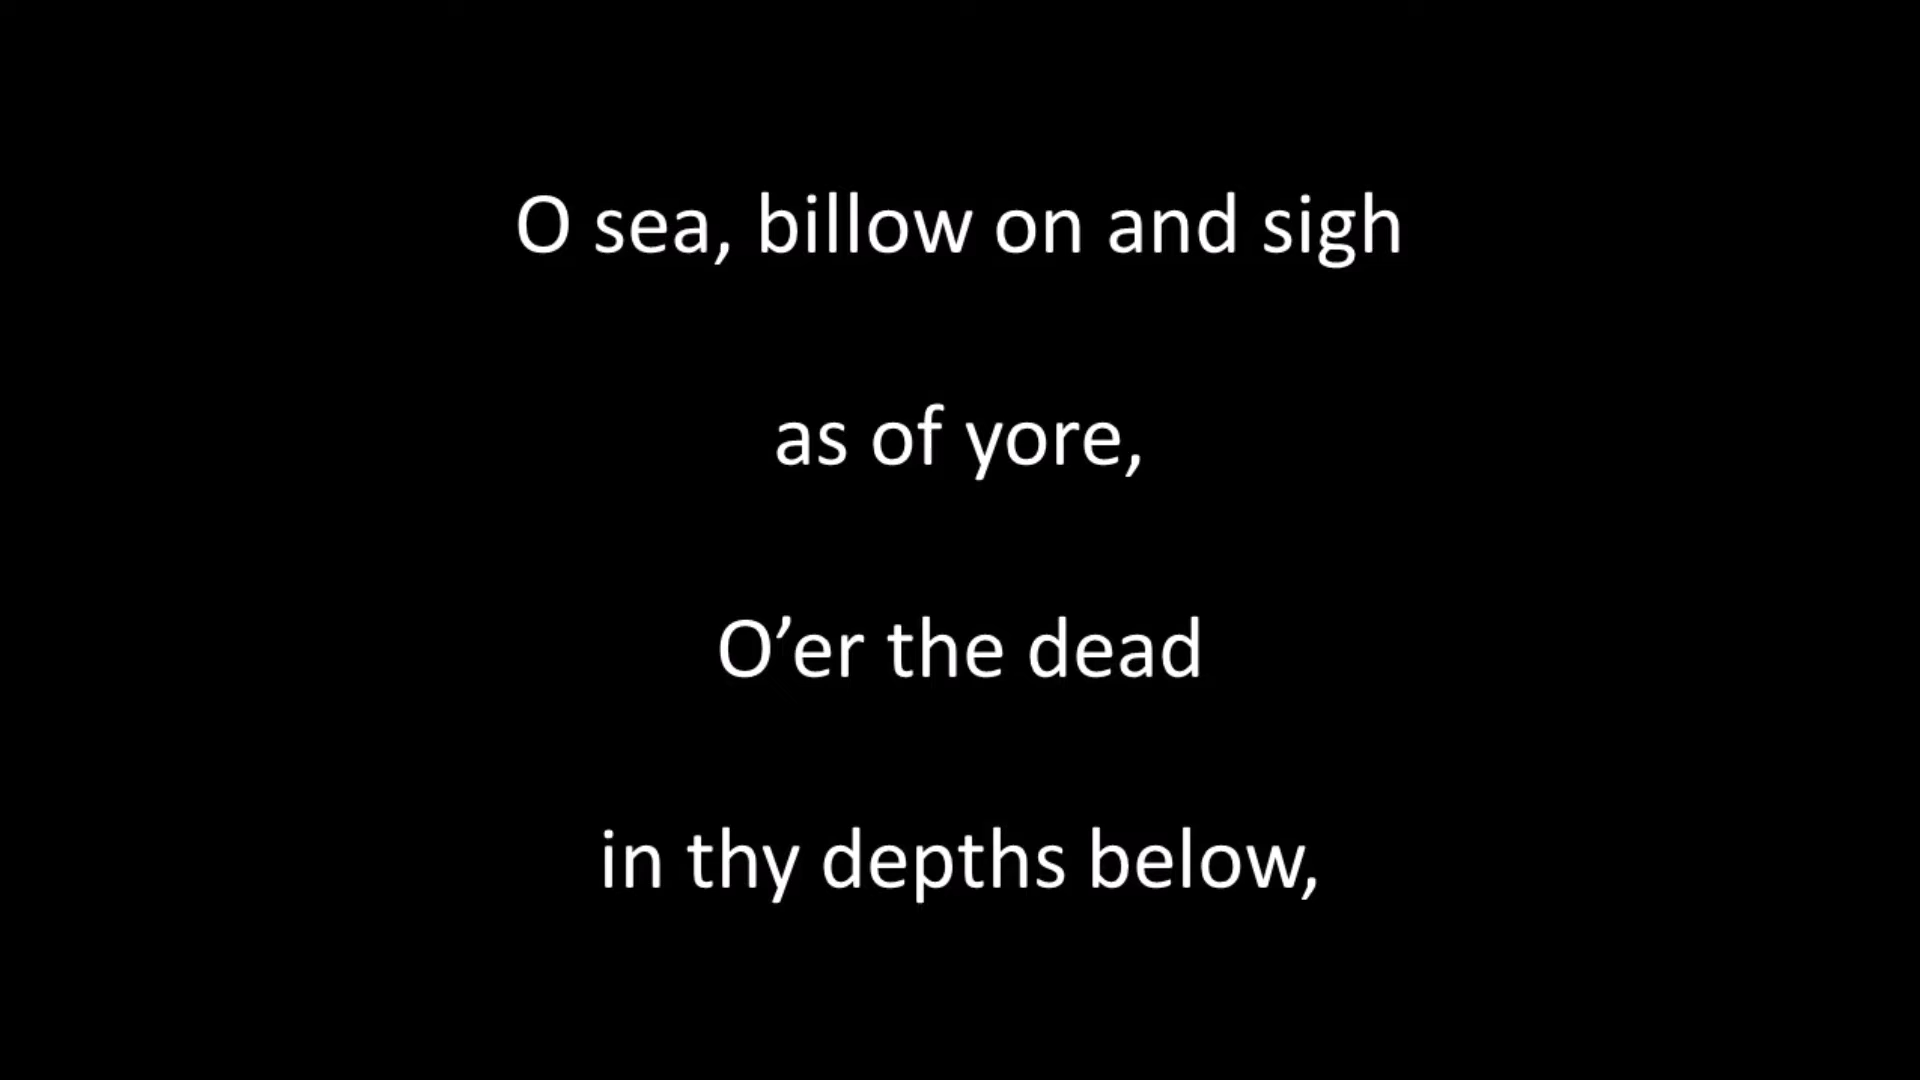 O sea, billow on and sigh
as of yore,
O’er the dead
in thy depths below,